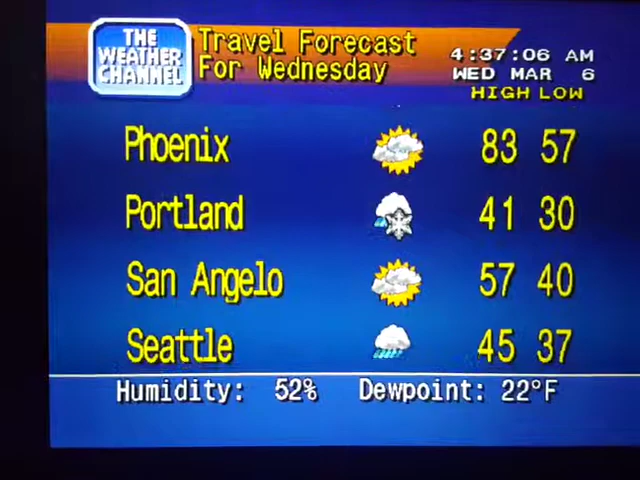 THE
WEATHER
CHANNEL
Travel Forecast
For Wednesday
4:37:06 AM
WED MAR 6
HIGH LOW
Phoenix 83 57
Portland 41 30
San Angelo 57 40
Seattle 45 37
Humidity: 52% Dewpoint: 22°F